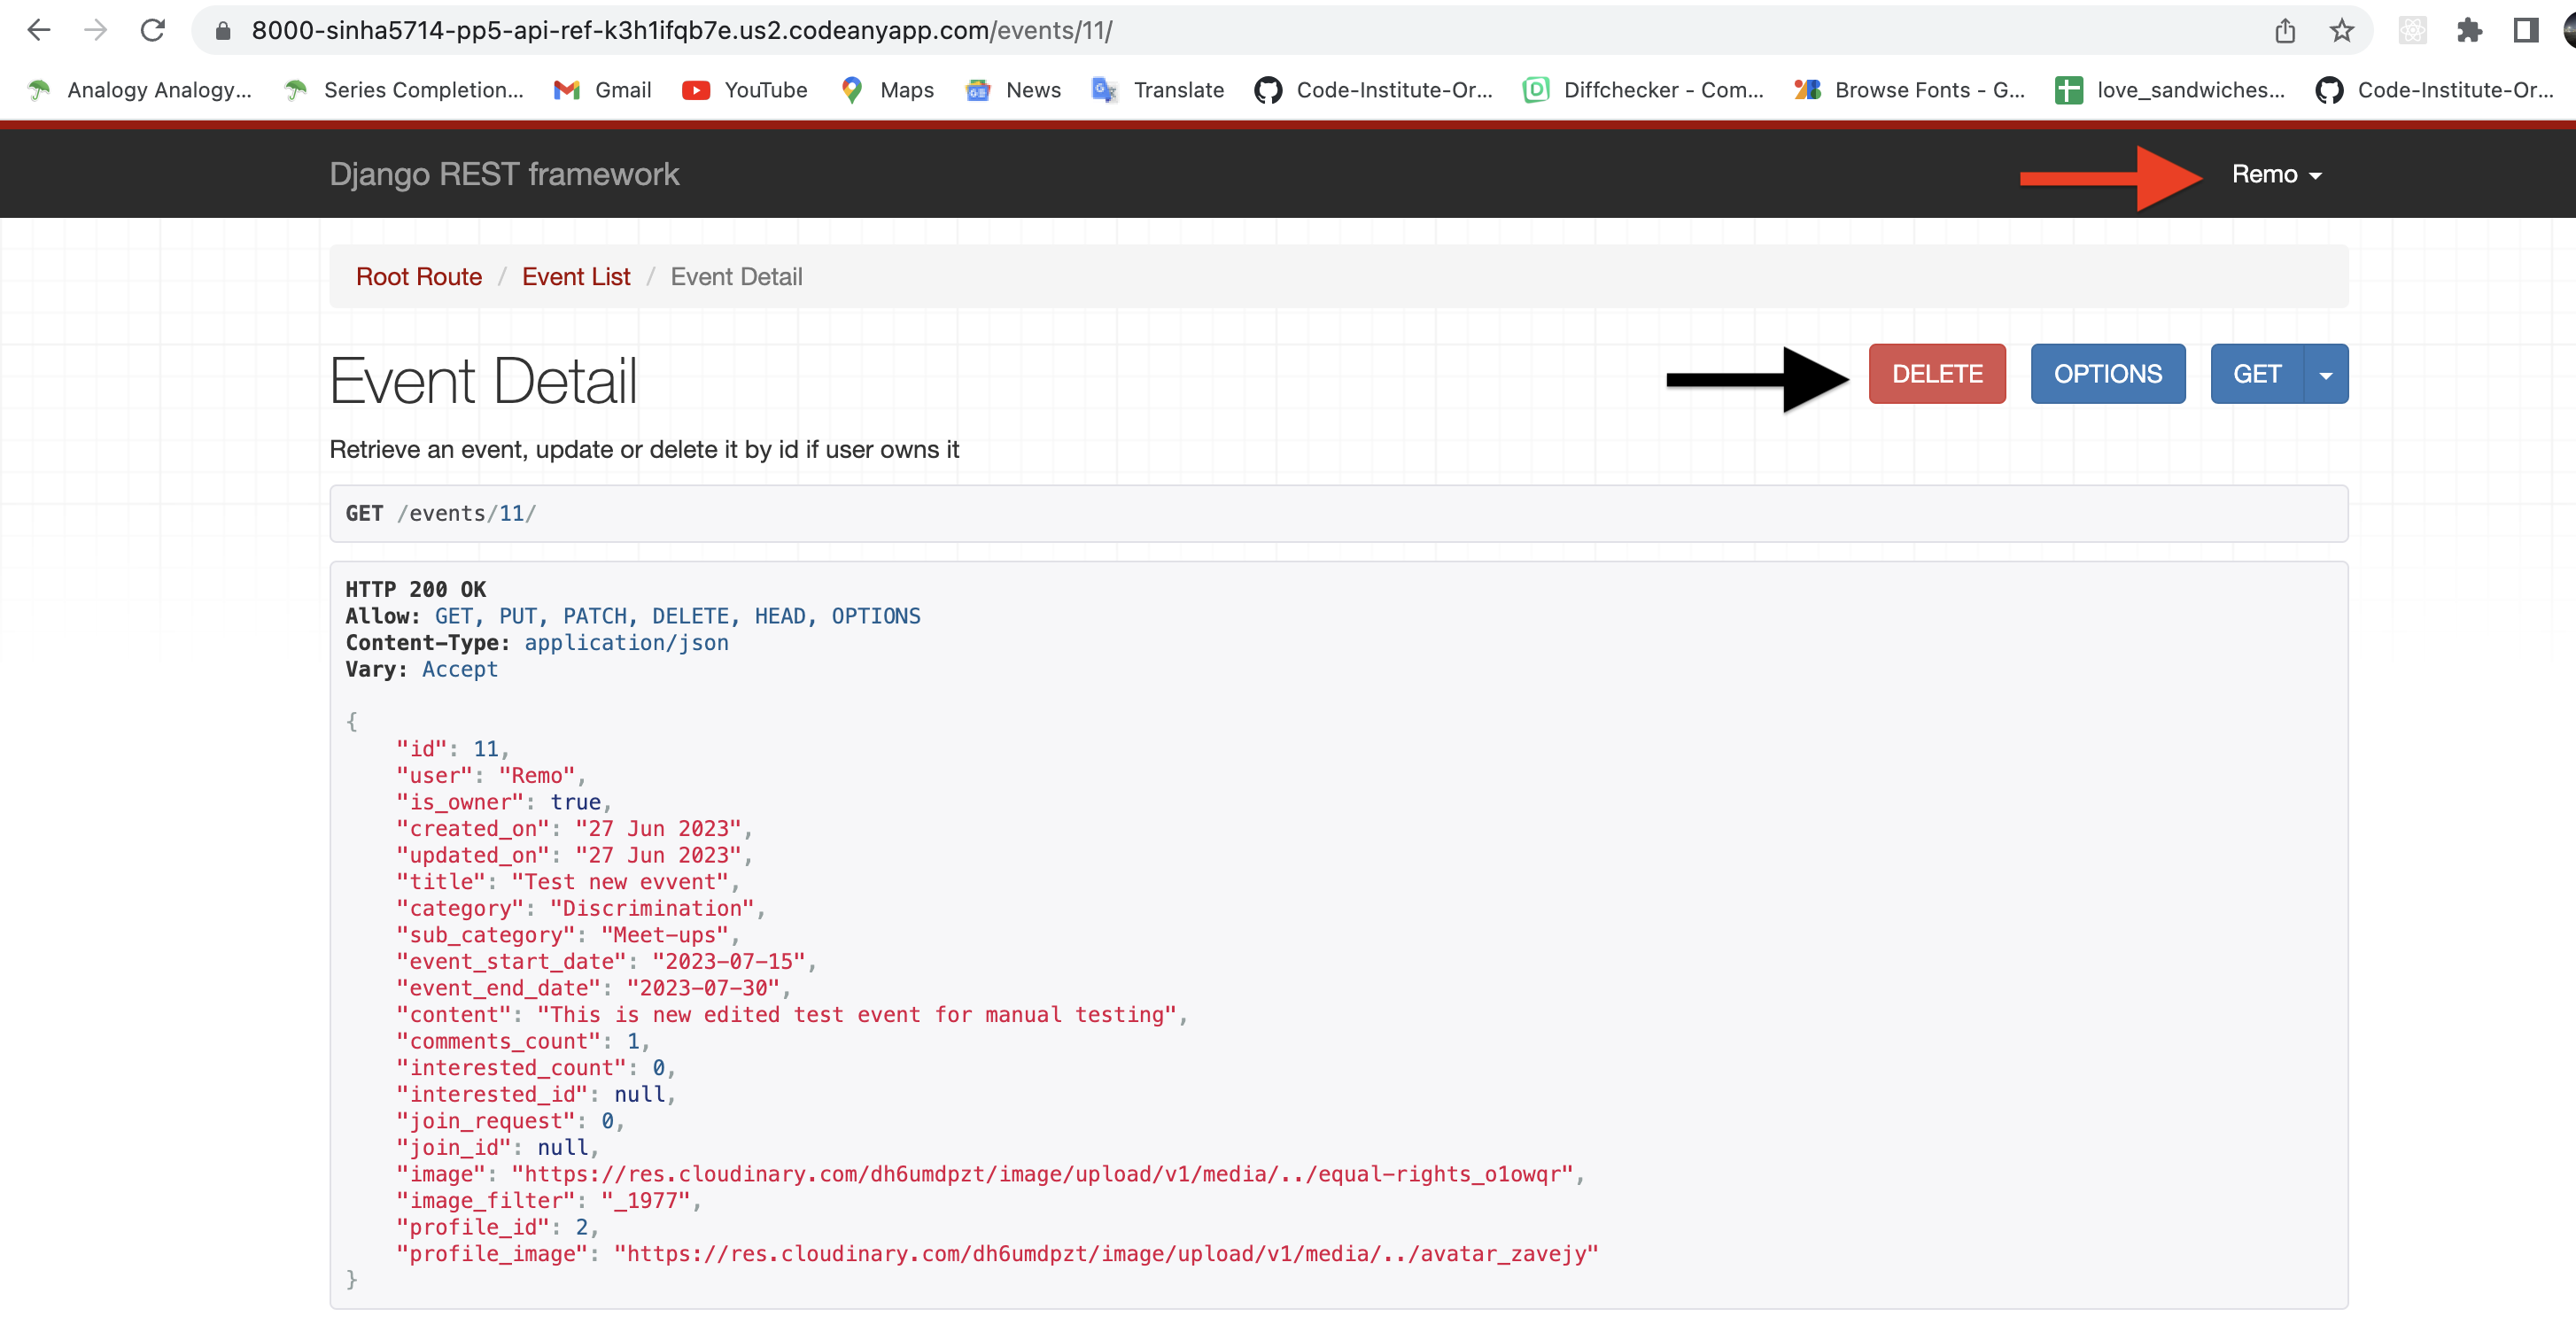 8000-sinha5714-pp5-api-ref-k3h1ifqb7e.us2.codeanyapp.com/events/11/
Analogy Analogy... Series Completion... Gmail YouTube Maps News Translate Code-Institute-Or... Diffchecker - Com... Browse Fonts - G... love_sandwiches... Code-Institute-Or...
Django REST framework Remo
Root Route / Event List / Event Detail
Event Detail DELETE OPTIONS GET
Retrieve an event, update or delete it by id if user owns it
GET /events/11/
HTTP 200 OK
Allow: GET, PUT, PATCH, DELETE, HEAD, OPTIONS
Content-Type: application/json
Vary: Accept
{
    "id": 11,
    "user": "Remo",
    "is_owner": true,
    "created_on": "27 Jun 2023",
    "updated_on": "27 Jun 2023",
    "title": "Test new evvent",
    "category": "Discrimination",
    "sub_category": "Meet-ups",
    "event_start_date": "2023-07-15",
    "event_end_date": "2023-07-30",
    "content": "This is new edited test event for manual testing",
    "comments_count": 1,
    "interested_count": 0,
    "interested_id": null,
    "join_request": 0,
    "join_id": null,
    "image": "https://res.cloudinary.com/dh6umdpzt/image/upload/v1/media/../equal-rights_o1owqr",
    "image_filter": "_1977",
    "profile_id": 2,
    "profile_image": "https://res.cloudinary.com/dh6umdpzt/image/upload/v1/media/../avatar_zavejy"
}